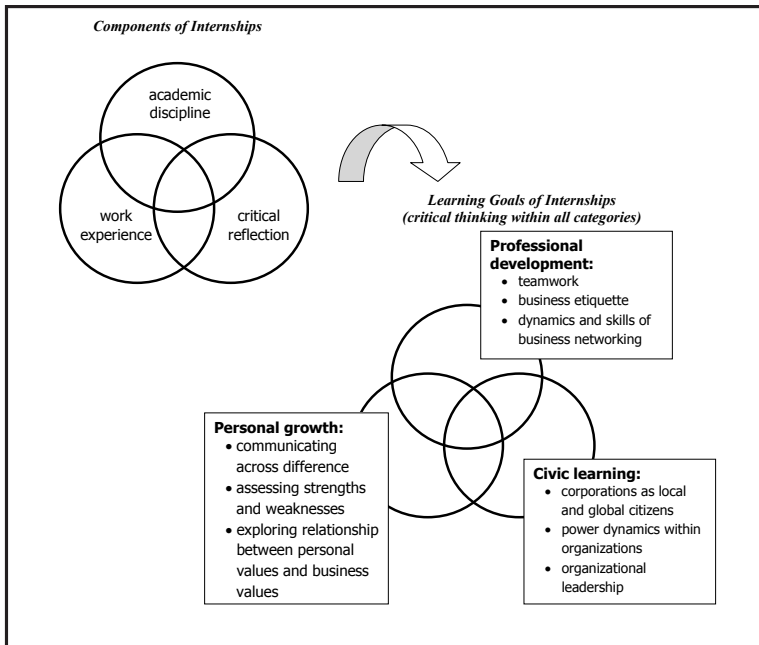 Components of Internships
academic
discipline
work
experience
critical
reflection
Learning Goals of Internships
(critical thinking within all categories)
Professional
development:
• teamwork
• business etiquette
• dynamics and skills of
business networking
Personal growth:
• communicating
across difference
• assessing strengths
and weaknesses
• exploring relationship
between personal
values and business
values
Civic learning:
• corporations as local
and global citizens
• power dynamics within
organizations
• organizational
leadership